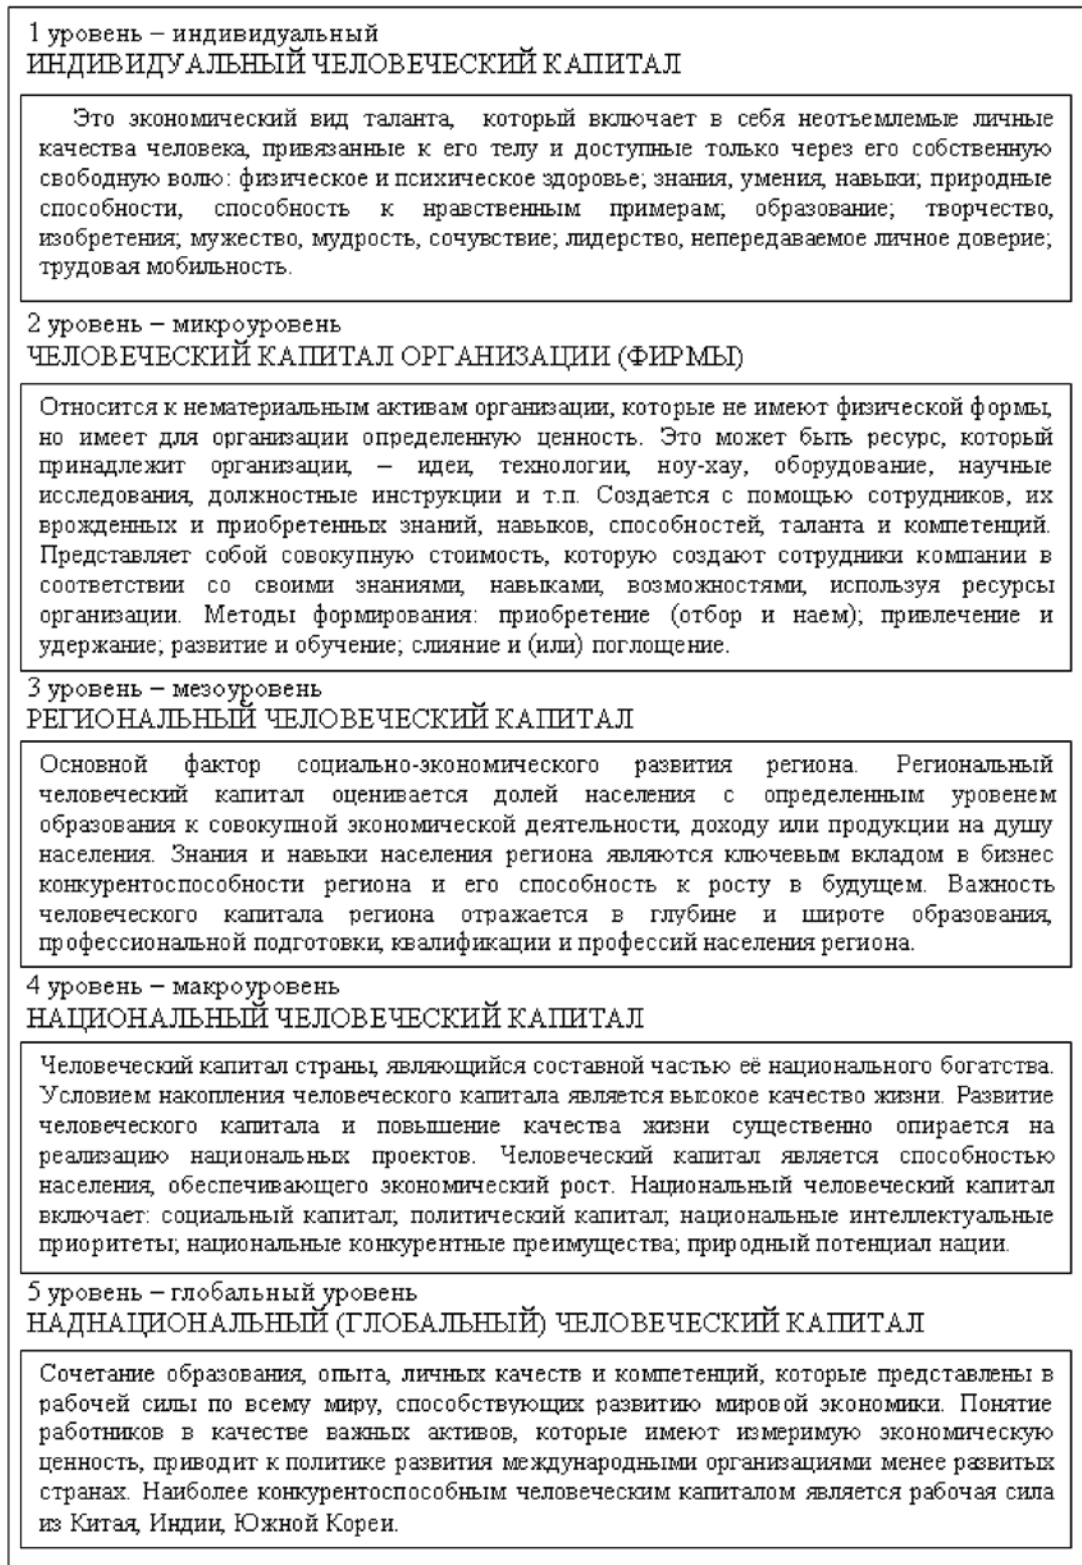 1 уровень – индивидуальный
ИНДИВИДУАЛЬНЫЙ ЧЕЛОВЕЧЕСКИЙ КАПИТАЛ
Это экономический вид таланта, который включает в себя неотъемлемые личные
качества человека, привязанные к его телу и доступные только через его собственную
свободную волю: физическое и психическое здоровье; знания, умения, навыки; природные
способности, способность к нравственным примерам; образование; творчество,
изобретения; мужество, мудрость, сочувствие; лидерство, непередаваемое личное доверие;
трудовая мобильность.
2 уровень – микроуровень
ЧЕЛОВЕЧЕСКИЙ КАПИТАЛ ОРГАНИЗАЦИИ (ФИРМЫ)
Относится к нематериальным активам организации, которые не имеют физической формы,
но имеет для организации определенную ценность. Это может быть ресурс, который
принадлежит организации, – идеи, технологии, ноу-хау, оборудование, научные
исследования, должностные инструкции и т.п. Создается с помощью сотрудников, их
врожденных и приобретенных знаний, навыков, способностей, таланта и компетенций.
Представляет собой совокупную стоимость, которую создают сотрудники компании в
соответствии со своими знаниями, навыками, возможностями, используя ресурсы
организации. Методы формирования: приобретение (отбор и наем); привлечение и
удержание; развитие и обучение; слияние и (или) поглощение.
3 уровень – мезоуровень
РЕГИОНАЛЬНЫЙ ЧЕЛОВЕЧЕСКИЙ КАПИТАЛ
Основной фактор социально-экономического развития региона. Региональный
человеческий капитал оценивается долей населения с определенным уровенем
образования к совокупной экономической деятельности, доходу или продукции на душу
населения. Знания и навыки населения региона являются ключевым вкладом в бизнес
конкурентоспособности региона и его способность к росту в будущем. Важность
человеческого капитала региона отражается в глубине и широте образования,
профессиональной подготовки, квалификации и профессий населения региона.
4 уровень – макроуровень
НАЦИОНАЛЬНЫЙ ЧЕЛОВЕЧЕСКИЙ КАПИТАЛ
Человеческий капитал страны, являющийся составной частью её национального богатства.
Условием накопления человеческого капитала является высокое качество жизни. Развитие
человеческого капитала и повышение качества жизни существенно опирается на
реализацию национальных проектов. Человеческий капитал является способностью
населения, обеспечивающего экономический рост. Национальный человеческий капитал
включает: социальный капитал; политический капитал; национальные интеллектуальные
приоритеты; национальные конкурентные преимущества; природный потенциал нации.
5 уровень – глобальный уровень
НАДНАЦИОНАЛЬНЫЙ (ГЛОБАЛЬНЫЙ) ЧЕЛОВЕЧЕСКИЙ КАПИТАЛ
Сочетание образования, опыта, личных качеств и компетенций, которые представлены в
рабочей силы по всему миру, способствующих развитию мировой экономики. Понятие
работников в качестве важных активов, которые имеют измеримую экономическую
ценность, приводит к политике развития международными организациями менее развитых
странах. Наиболее конкурентоспособным человеческим капиталом является рабочая сила
из Китая, Индии, Южной Кореи.